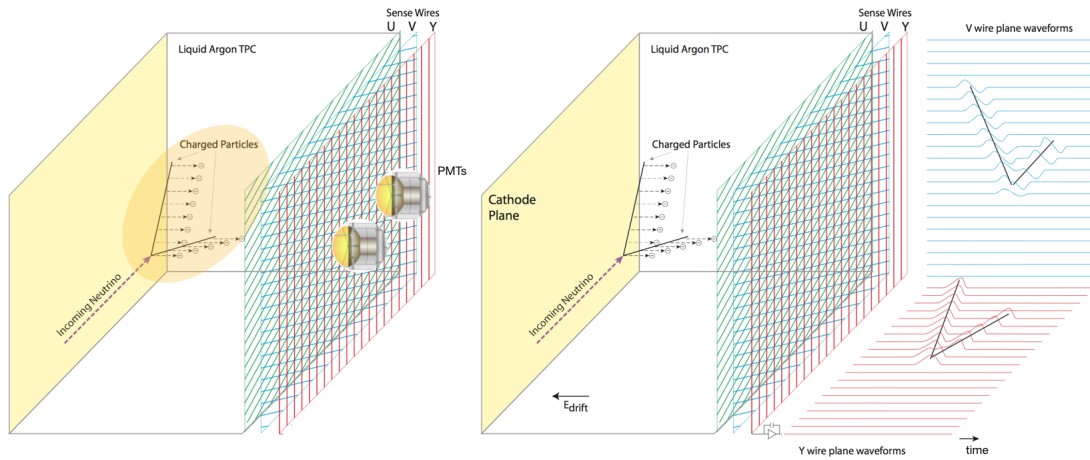 Sense Wires
U V Y
Liquid Argon TPC
Charged Particles
PMTs
Incoming Neutrino
Sense Wires
U V Y
Liquid Argon TPC
Charged Particles
Cathode
Plane
Incoming Neutrino
Edrift
V wire plane waveforms
Y wire plane waveforms
time